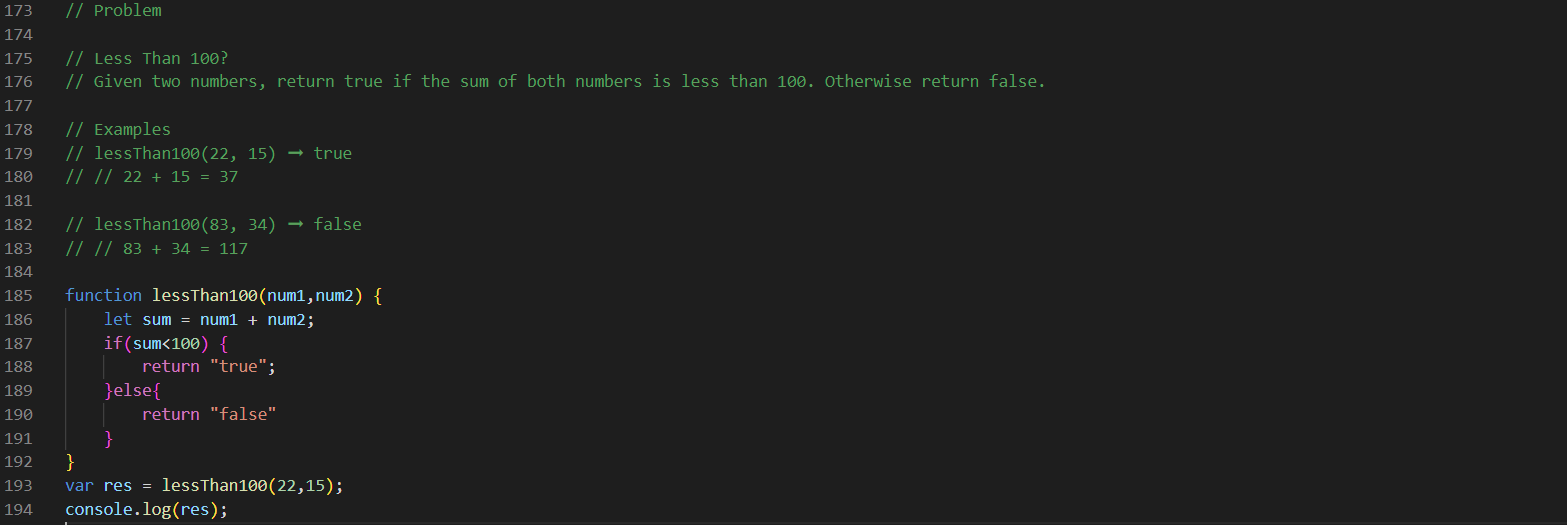 173 // Problem
174
175 // Less Than 100?
176 // Given two numbers, return true if the sum of both numbers is less than 100. Otherwise return false.
177
178 // Examples
179 // lessThan100(22, 15) ➞ true
180 // // 22 + 15 = 37
181
182 // lessThan100(83, 34) ➞ false
183 // // 83 + 34 = 117
184
185 function lessThan100(num1,num2) {
186     let sum = num1 + num2;
187     if(sum<100) {
188         return "true";
189     }else{
190         return "false"
191     }
192 }
193 var res = lessThan100(22,15);
194 console.log(res);